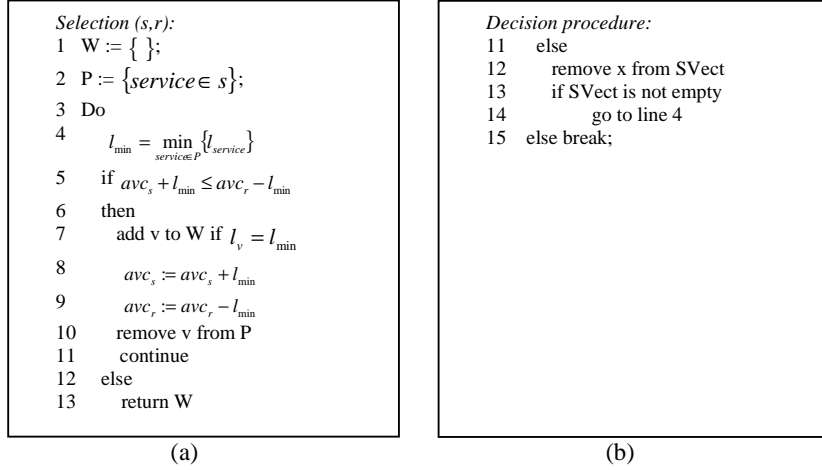 Selection (s,r):
1 W := { };
2 P := {service ∈ s};
3 Do
4 l_min = min_{service∈P} {l_service}
5 if avc_s + l_min ≤ avc_r − l_min
6 then
7 add v to W if l_v = l_min
8 avc_s := avc_s + l_min
9 avc_r := avc_r − l_min
10 remove v from P
11 continue
12 else
13 return W
(a)
Decision procedure:
11 else
12 remove x from SVect
13 if SVect is not empty
14 go to line 4
15 else break;
(b)